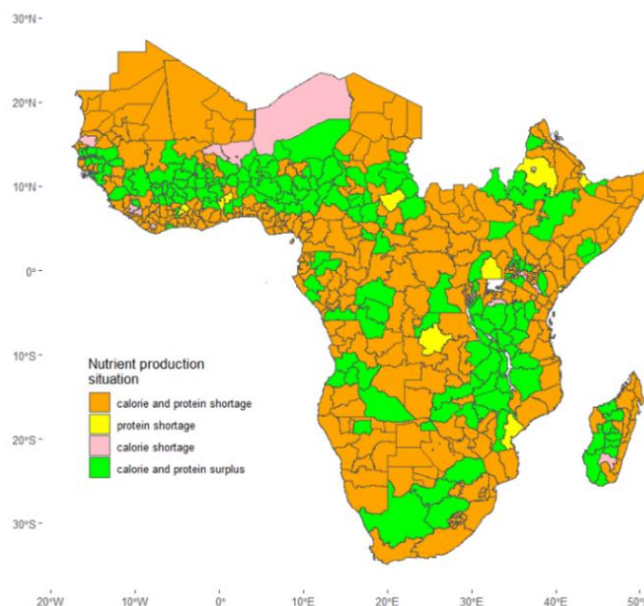 30°N
20°N
10°N
0°
10°S
20°S
30°S
Nutrient production
situation
calorie and protein shortage
protein shortage
calorie shortage
calorie and protein surplus
20°W 10°W 0° 10°E 20°E 30°E 40°E 50°